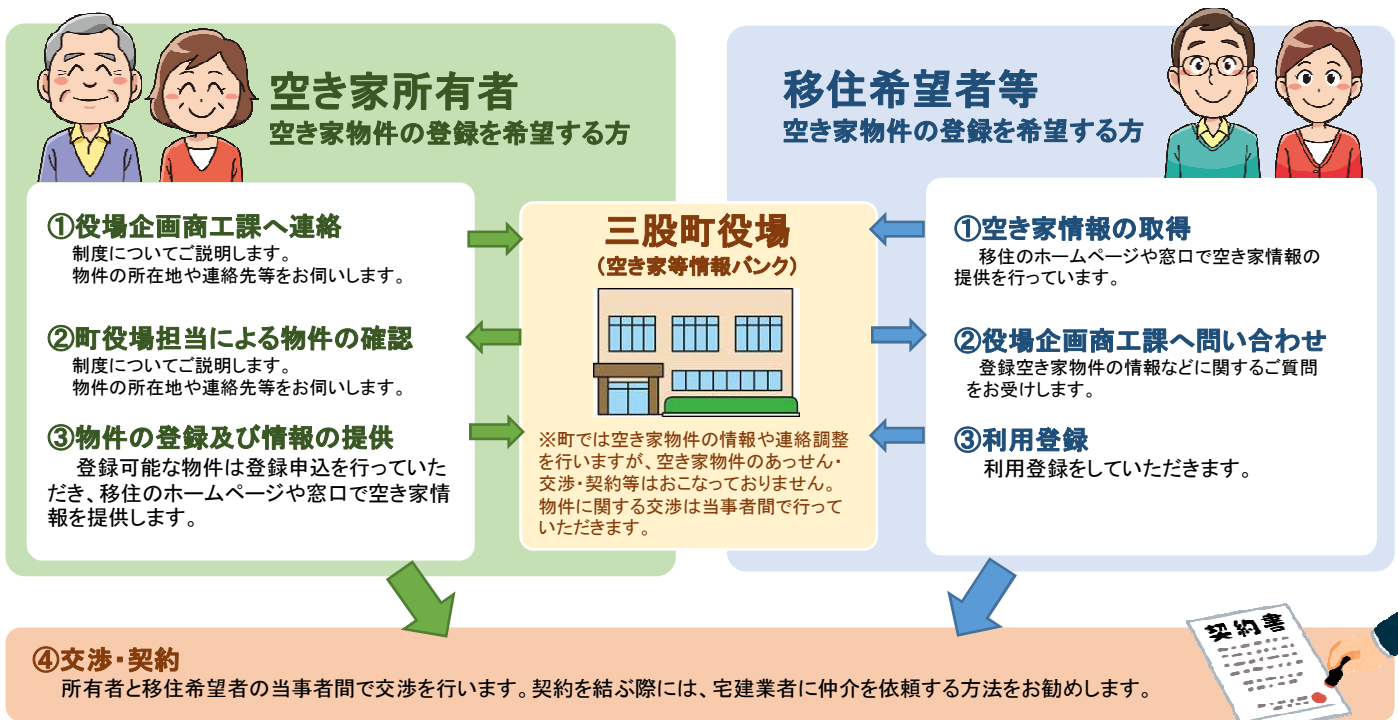 空き家所有者
空き家物件の登録を希望する方
①役場企画商工課へ連絡
制度についてご説明します。
物件の所在地や連絡先等をお伺いします。
②町役場担当による物件の確認
制度についてご説明します。
物件の所在地や連絡先等をお伺いします。
③物件の登録及び情報の提供
登録可能な物件は登録申込を行っていた
だき、移住のホームページや窓口で空き家情
報を提供します。
三股町役場
(空き家等情報バンク)
※町では空き家物件の情報や連絡調整
を行いますが、空き家物件のあっせん・
交渉・契約等はおこなっておりません。
物件に関する交渉は当事者間で行って
いただきます。
移住希望者等
空き家物件の登録を希望する方
①空き家情報の取得
移住のホームページや窓口で空き家情報の
提供を行っています。
②役場企画商工課へ問い合わせ
登録空き家物件の情報などに関するご質問
をお受けします。
③利用登録
利用登録をしていただきます。
④交渉・契約
所有者と移住希望者の当事者間で交渉を行います。契約を結ぶ際には、宅建業者に仲介を依頼する方法をお勧めします。
契約書